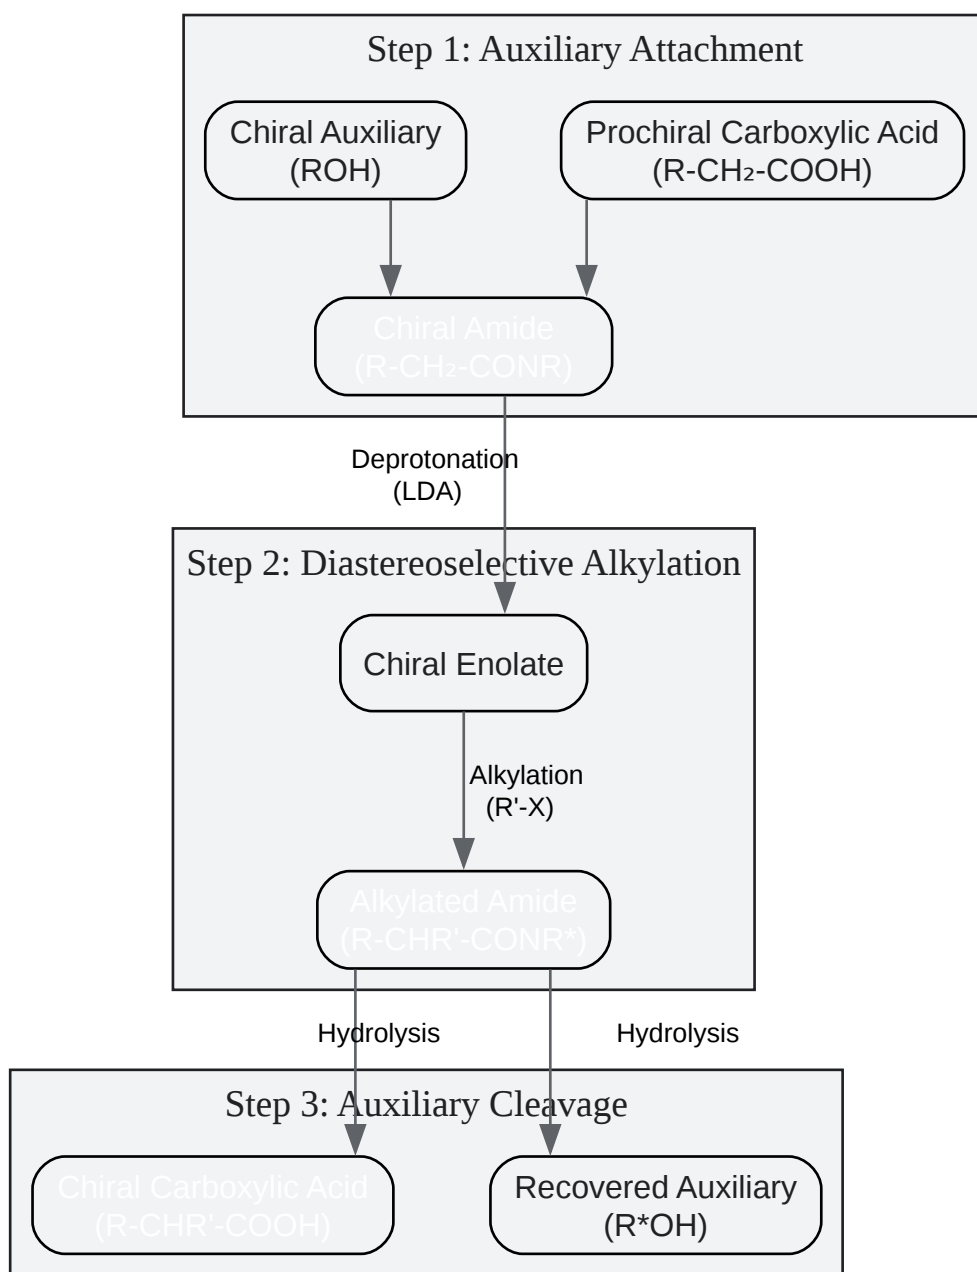 Step 1: Auxiliary Attachment
Chiral Auxiliary
(ROH)
Prochiral Carboxylic Acid
(R-CH₂-COOH)
Chiral Amide
(R-CH₂-CONR)
Deprotonation
(LDA)
Step 2: Diastereoselective Alkylation
Chiral Enolate
Alkylation
(R'-X)
Alkylated Amide
(R-CHR'-CONR*)
Hydrolysis
Hydrolysis
Step 3: Auxiliary Cleavage
Chiral Carboxylic Acid
(R-CHR'-COOH)
Recovered Auxiliary
(R*OH)